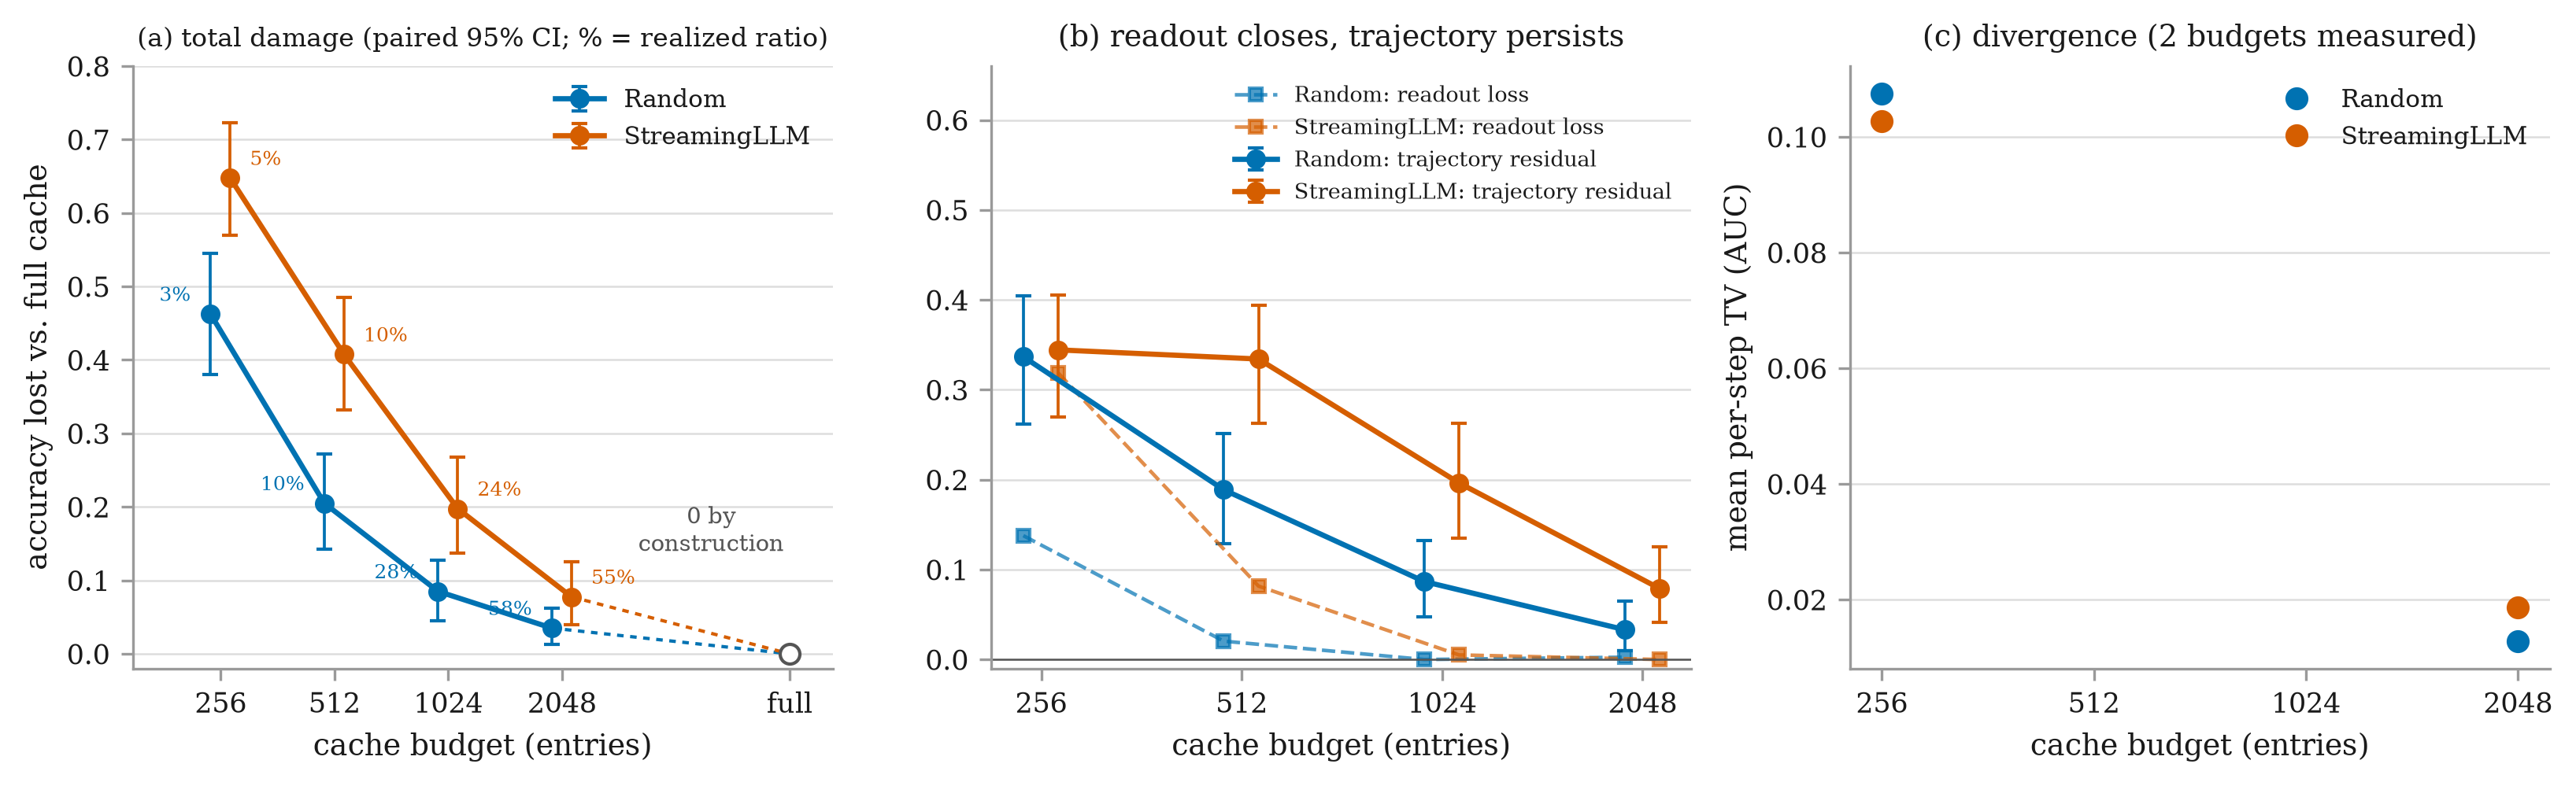 (a) total damage (paired 95% CI; % = realized ratio)
accuracy lost vs. full cache
0.8
0.7
0.6
0.5
0.4
0.3
0.2
0.1
0.0
Random
StreamingLLM
5%
3%
10%
10%
24%
28%
55%
58%
0 by
construction
256
512
1024
2048
full
cache budget (entries)
(b) readout closes, trajectory persists
0.6
0.5
0.4
0.3
0.2
0.1
0.0
Random: readout loss
StreamingLLM: readout loss
Random: trajectory residual
StreamingLLM: trajectory residual
256
512
1024
2048
cache budget (entries)
(c) divergence (2 budgets measured)
mean per-step TV (AUC)
0.10
0.08
0.06
0.04
0.02
Random
StreamingLLM
256
512
1024
2048
cache budget (entries)